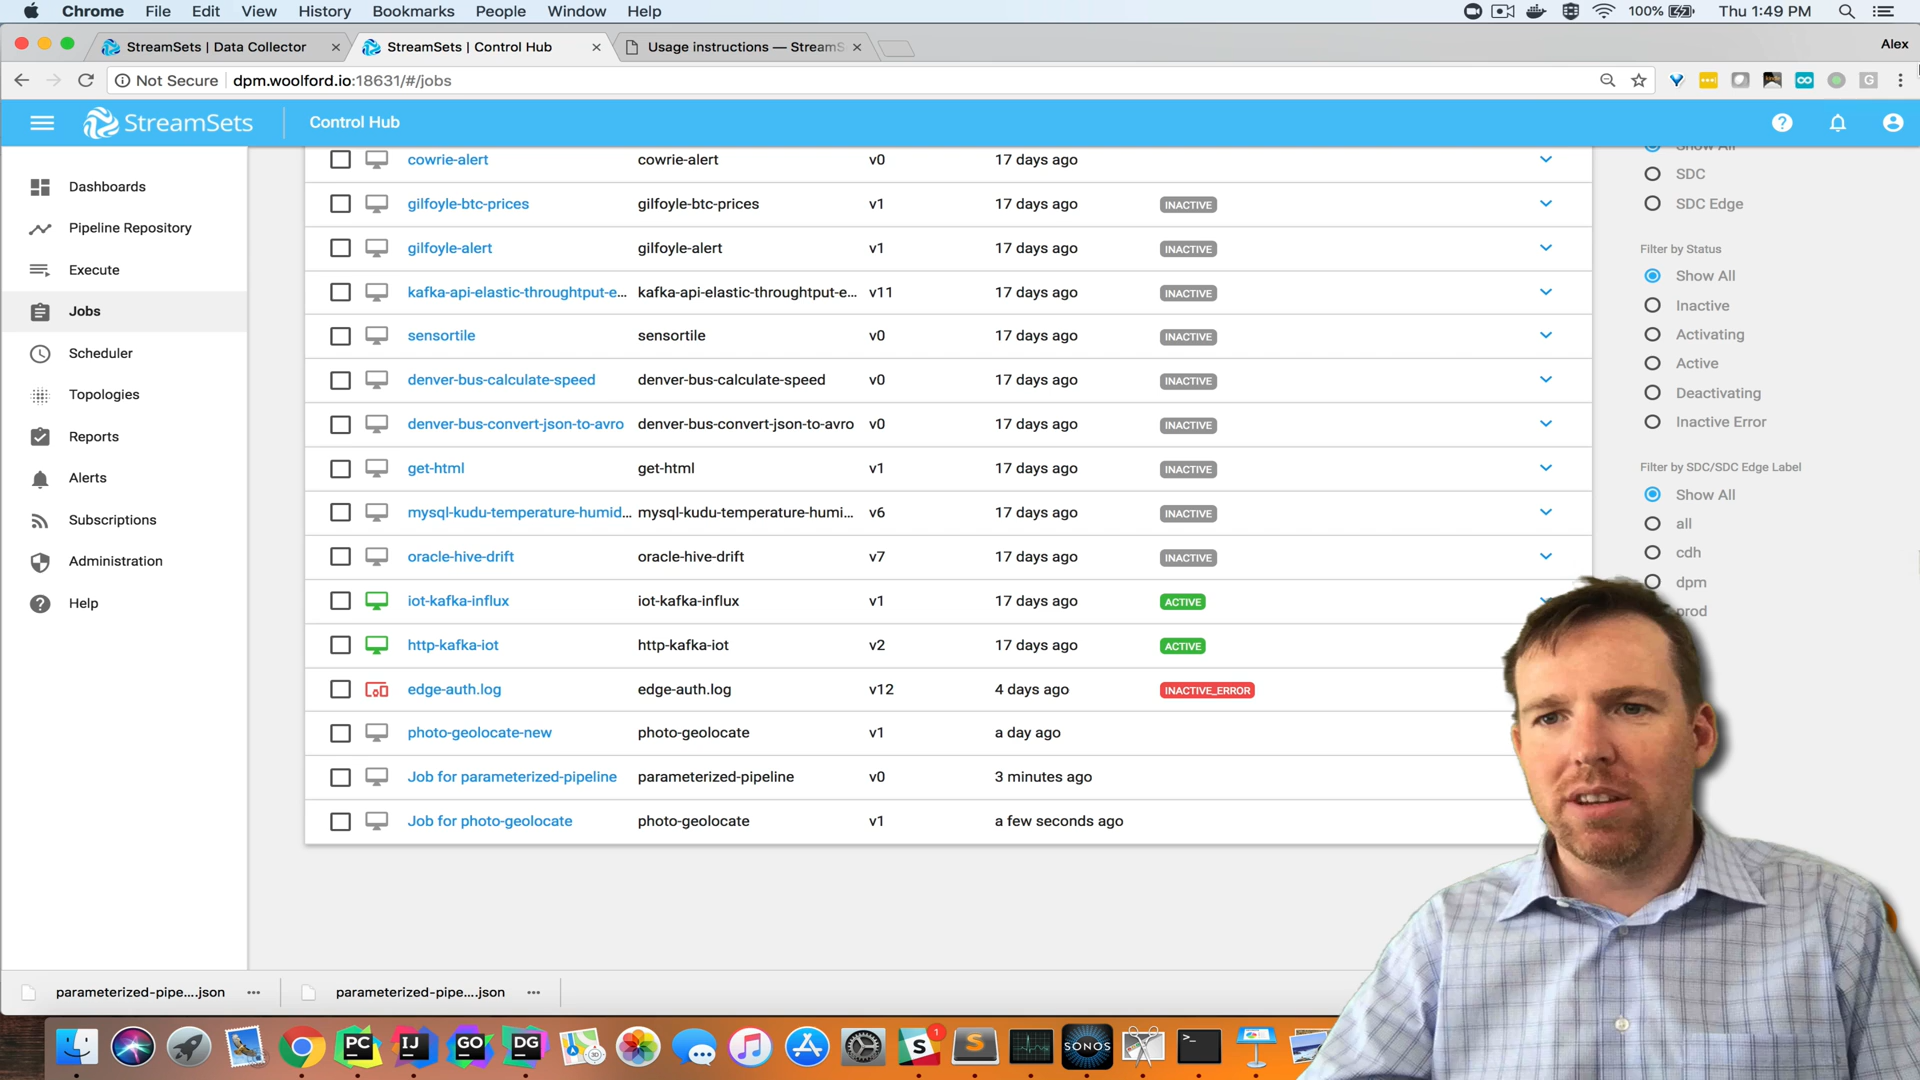 Chrome File Edit View History Bookmarks People Window Help 100% Thu 1:49 PM
StreamSets | Data Collector StreamSets | Control Hub Usage instructions — StreamS Alex
Not Secure dpm.woolford.io:18631/#/jobs
StreamSets Control Hub
Dashboards
Pipeline Repository
Execute
Jobs
Scheduler
Topologies
Reports
Alerts
Subscriptions
Administration
Help
cowrie-alert cowrie-alert v0 17 days ago
gilfoyle-btc-prices gilfoyle-btc-prices v1 17 days ago INACTIVE
gilfoyle-alert gilfoyle-alert v1 17 days ago INACTIVE
kafka-api-elastic-throughtput-e... kafka-api-elastic-throughtput-e... v11 17 days ago INACTIVE
sensortile sensortile v0 17 days ago INACTIVE
denver-bus-calculate-speed denver-bus-calculate-speed v0 17 days ago INACTIVE
denver-bus-convert-json-to-avro denver-bus-convert-json-to-avro v0 17 days ago INACTIVE
get-html get-html v1 17 days ago INACTIVE
mysql-kudu-temperature-humid... mysql-kudu-temperature-humi... v6 17 days ago INACTIVE
oracle-hive-drift oracle-hive-drift v7 17 days ago INACTIVE
iot-kafka-influx iot-kafka-influx v1 17 days ago ACTIVE
http-kafka-iot http-kafka-iot v2 17 days ago ACTIVE
edge-auth.log edge-auth.log v12 4 days ago INACTIVE_ERROR
photo-geolocate-new photo-geolocate v1 a day ago
Job for parameterized-pipeline parameterized-pipeline v0 3 minutes ago
Job for photo-geolocate photo-geolocate v1 a few seconds ago
Show All
SDC
SDC Edge
Filter by Status
Show All
Inactive
Activating
Active
Deactivating
Inactive Error
Filter by SDC/SDC Edge Label
Show All
all
cdh
dpm
prod
parameterized-pipe....json parameterized-pipe....json
PC IJ GO DG 30 S 1 S SONOS >_